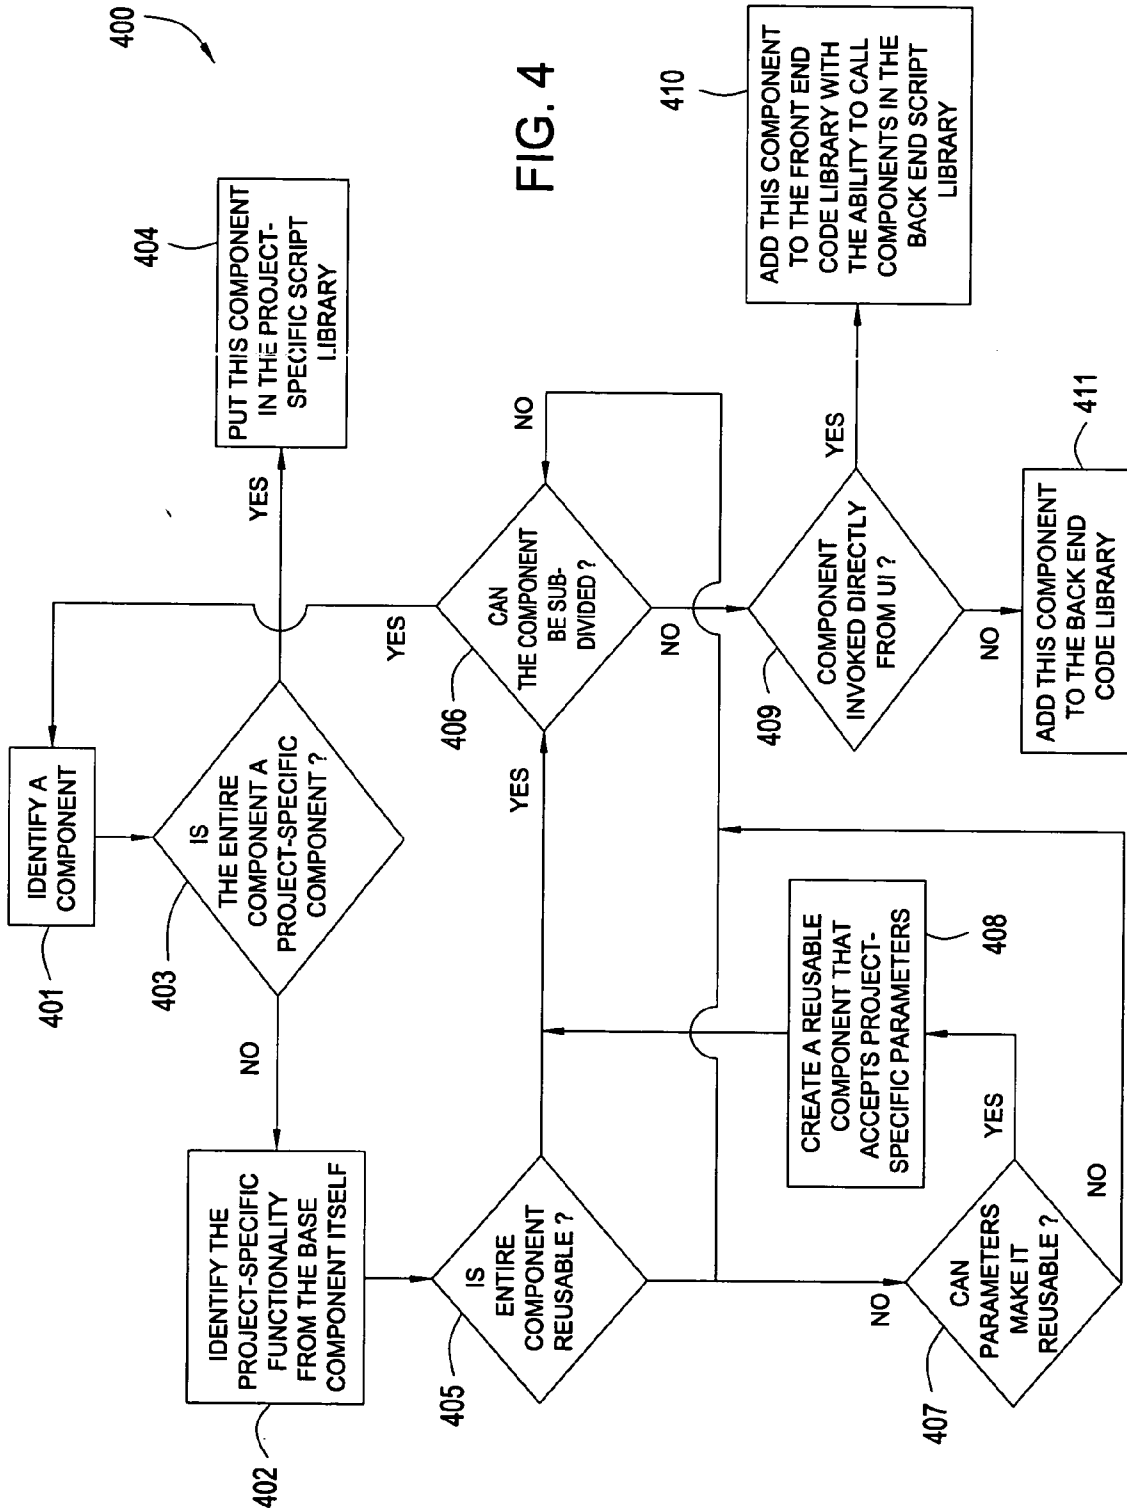 400
401
IDENTIFY A
COMPONENT
403
IS
THE ENTIRE
COMPONENT A
PROJECT-SPECIFIC
COMPONENT ?
YES
404
PUT THIS COMPONENT
IN THE PROJECT-
SPECIFIC SCRIPT
LIBRARY
NO
402
IDENTIFY THE
PROJECT-SPECIFIC
FUNCTIONALITY
FROM THE BASE
COMPONENT ITSELF
405
IS
ENTIRE
COMPONENT
REUSABLE ?
YES
406
CAN
THE COMPONENT
BE SUB-
DIVIDED ?
YES
NO
NO
FIG. 4
NO
407
CAN
PARAMETERS
MAKE IT
REUSABLE ?
YES
NO
408
CREATE A REUSABLE
COMPONENT THAT
ACCEPTS PROJECT-
SPECIFIC PARAMETERS
409
COMPONENT
INVOKED DIRECTLY
FROM UI ?
YES
410
ADD THIS COMPONENT
TO THE FRONT END
CODE LIBRARY WITH
THE ABILITY TO CALL
COMPONENTS IN THE
BACK END SCRIPT
LIBRARY
NO
411
ADD THIS COMPONENT
TO THE BACK END
CODE LIBRARY